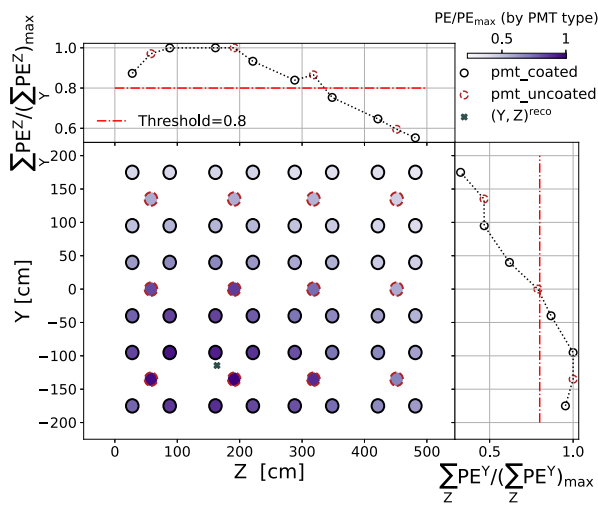 PE/PE_max (by PMT type)
0 1
pmt_coated
pmt_uncoated
(Y, Z)^reco
∑_Y PE^Z/(∑_Y PE^Z)_max
1.0
0.8
0.6
Threshold=0.8
Y [cm]
200
150
100
50
0
−50
−100
−150
−200
0 100 200 300 400 500
Z [cm]
0.5 1.0
∑_Z PE^Y/(∑_Z PE^Y)_max